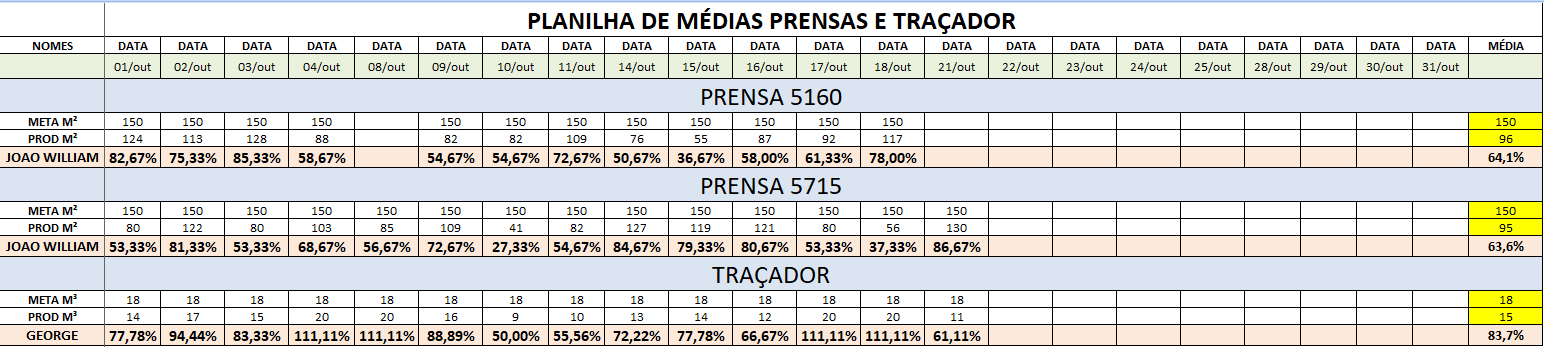 PLANILHA DE MÉDIAS PRENSAS E TRAÇADOR
NOMES DATA DATA DATA DATA DATA DATA DATA DATA DATA DATA DATA DATA DATA DATA DATA DATA DATA DATA DATA DATA DATA MÉDIA
01/out 02/out 03/out 04/out 08/out 09/out 10/out 11/out 14/out 15/out 16/out 17/out 18/out 21/out 22/out 23/out 24/out 25/out 28/out 29/out 30/out 31/out
PRENSA 5160
META M² 150 150 150 150 150 150 150 150 150 150 150 150 150
PROD M² 124 113 128 88 82 82 109 76 55 87 92 117 96
JOAO WILLIAM 82,67% 75,33% 85,33% 58,67% 54,67% 54,67% 72,67% 50,67% 36,67% 58,00% 61,33% 78,00% 64,1%
PRENSA 5715
META M² 150 150 150 150 150 150 150 150 150 150 150 150 150 150 150
PROD M² 80 122 80 103 85 109 41 82 127 119 121 80 56 130 95
JOAO WILLIAM 53,33% 81,33% 53,33% 68,67% 56,67% 72,67% 27,33% 54,67% 84,67% 79,33% 80,67% 53,33% 37,33% 86,67% 63,6%
TRAÇADOR
META M³ 18 18 18 18 18 18 18 18 18 18 18 18 18 18 18
PROD M³ 14 17 15 20 20 16 9 10 13 14 12 20 20 11 15
GEORGE 77,78% 94,44% 83,33% 111,11% 111,11% 88,89% 50,00% 55,56% 72,22% 77,78% 66,67% 111,11% 111,11% 61,11% 83,7%